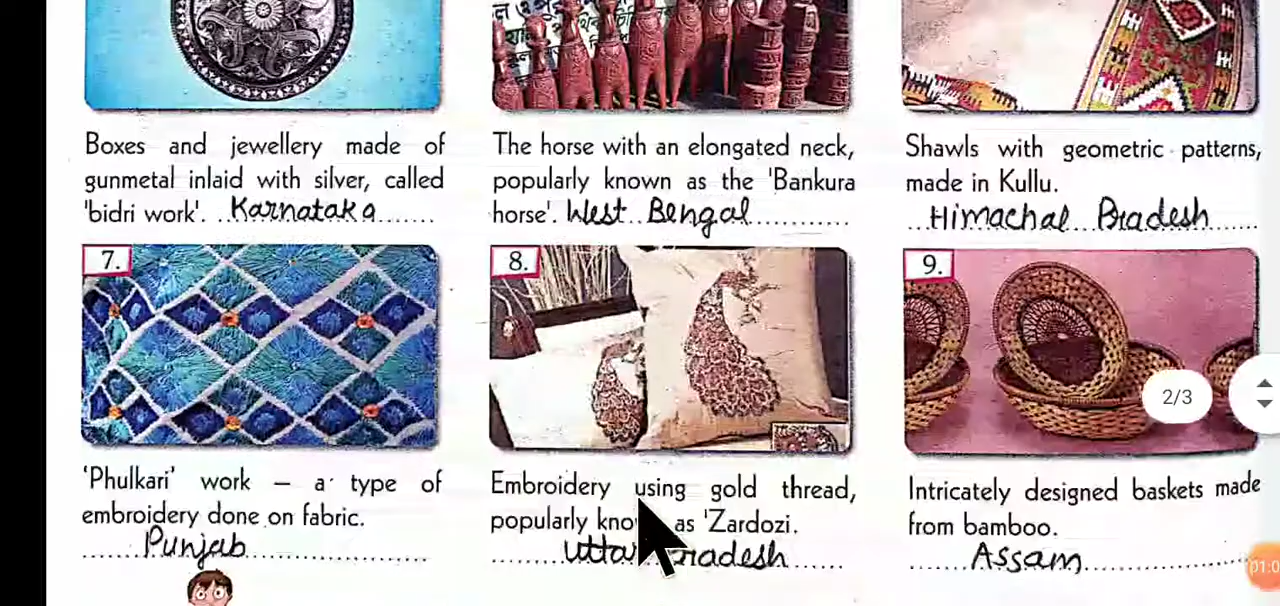 Boxes and jewellery made of
gunmetal inlaid with silver, called
'bidri work'. Karnataka
The horse with an elongated neck,
popularly known as the 'Bankura
horse'. West Bengal
Shawls with geometric patterns,
made in Kullu.
Himachal Pradesh
7.
'Phulkari' work – a type of
embroidery done on fabric.
Punjab
8.
Embroidery using gold thread,
popularly as 'Zardozi.
Pradesh
9.
2/3
Intricately designed baskets made
from bamboo.
Assam